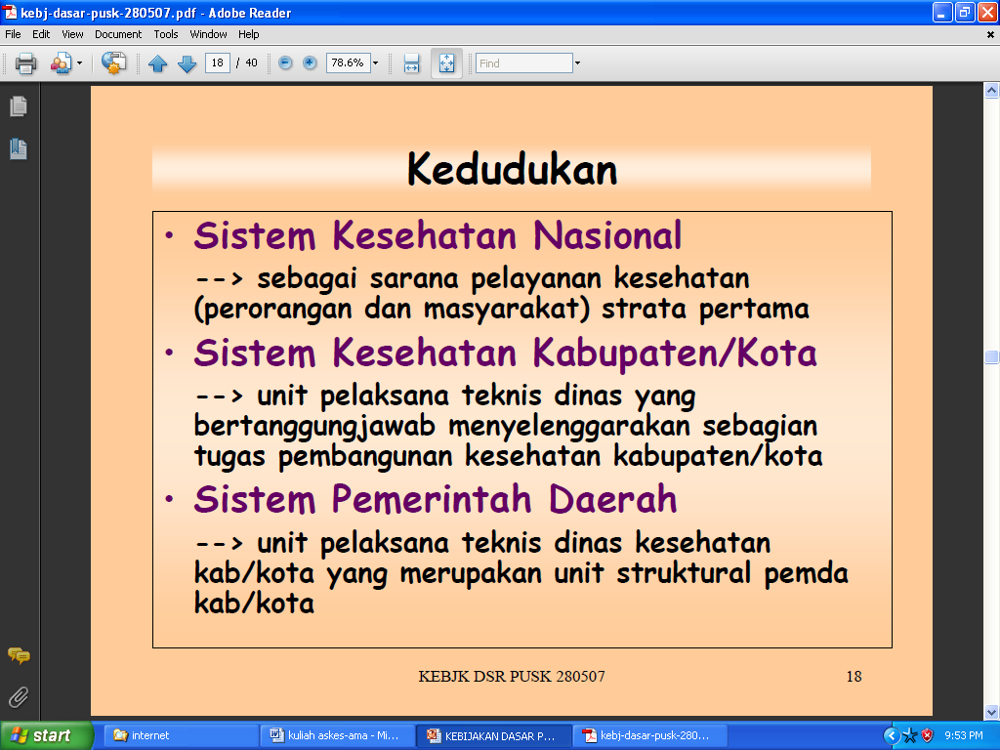 kebj-dasar-pusk-280507.pdf - Adobe Reader
File Edit View Document Tools Window Help
18 / 40 78.6% Find
Kedudukan
• Sistem Kesehatan Nasional
--> sebagai sarana pelayanan kesehatan
(perorangan dan masyarakat) strata pertama
• Sistem Kesehatan Kabupaten/Kota
--> unit pelaksana teknis dinas yang
bertanggungjawab menyelenggarakan sebagian
tugas pembangunan kesehatan kabupaten/kota
• Sistem Pemerintah Daerah
--> unit pelaksana teknis dinas kesehatan
kab/kota yang merupakan unit struktural pemda
kab/kota
KEBJK DSR PUSK 280507 18
start internet kuliah askes-ama - Mi... KEBIJAKAN DASAR P... kebj-dasar-pusk-280... 9:53 PM